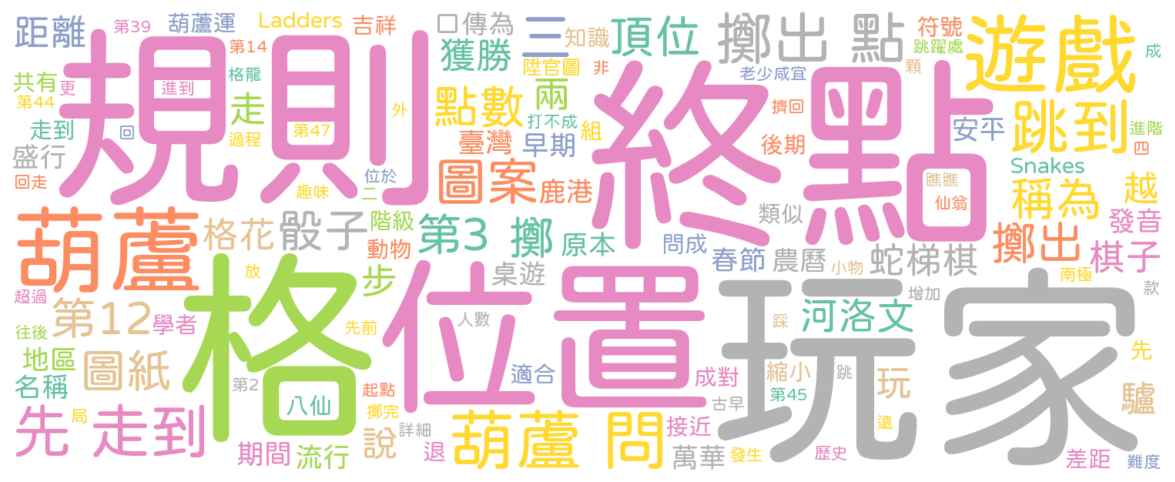 距離
第39
葫蘆運
Ladders
吉祥
口傳為
三
知識
頂位
擲出 點
符號
遊戲
成
第14
獲勝
陞官圖
非
老少咸宜
顆
跳躍處
共有
更
格龍
進到
規則
終點
第44
走
點數
兩
打不成
擠回
跳到
安平
進階
走到
回
過程
第47
外
臺灣
早期
組
後期
四
盛行
回走
趣味
位於
二
圖案
鹿港
瞧瞧
仙翁
Snakes
稱為
越
葫蘆
格花
骰子
階級
動物
第3
擲
原本
類似
問成
春節
農曆
小物
蛇梯棋
擲出
發音
棋子
超過
放
格
位置
步
桌遊
玩家
增加
南極
款
第12
學者
往後
先前
人數
踩
河洛文
地區
名稱
圖紙
第2
八仙
起點
適合
成對
古早
縮小
第45
跳
玩
先
驢
先
走到
局
擲完
詳細
說
葫蘆
問
接近
遠
期間
流行
退
萬華
發生
歷史
差距
難度